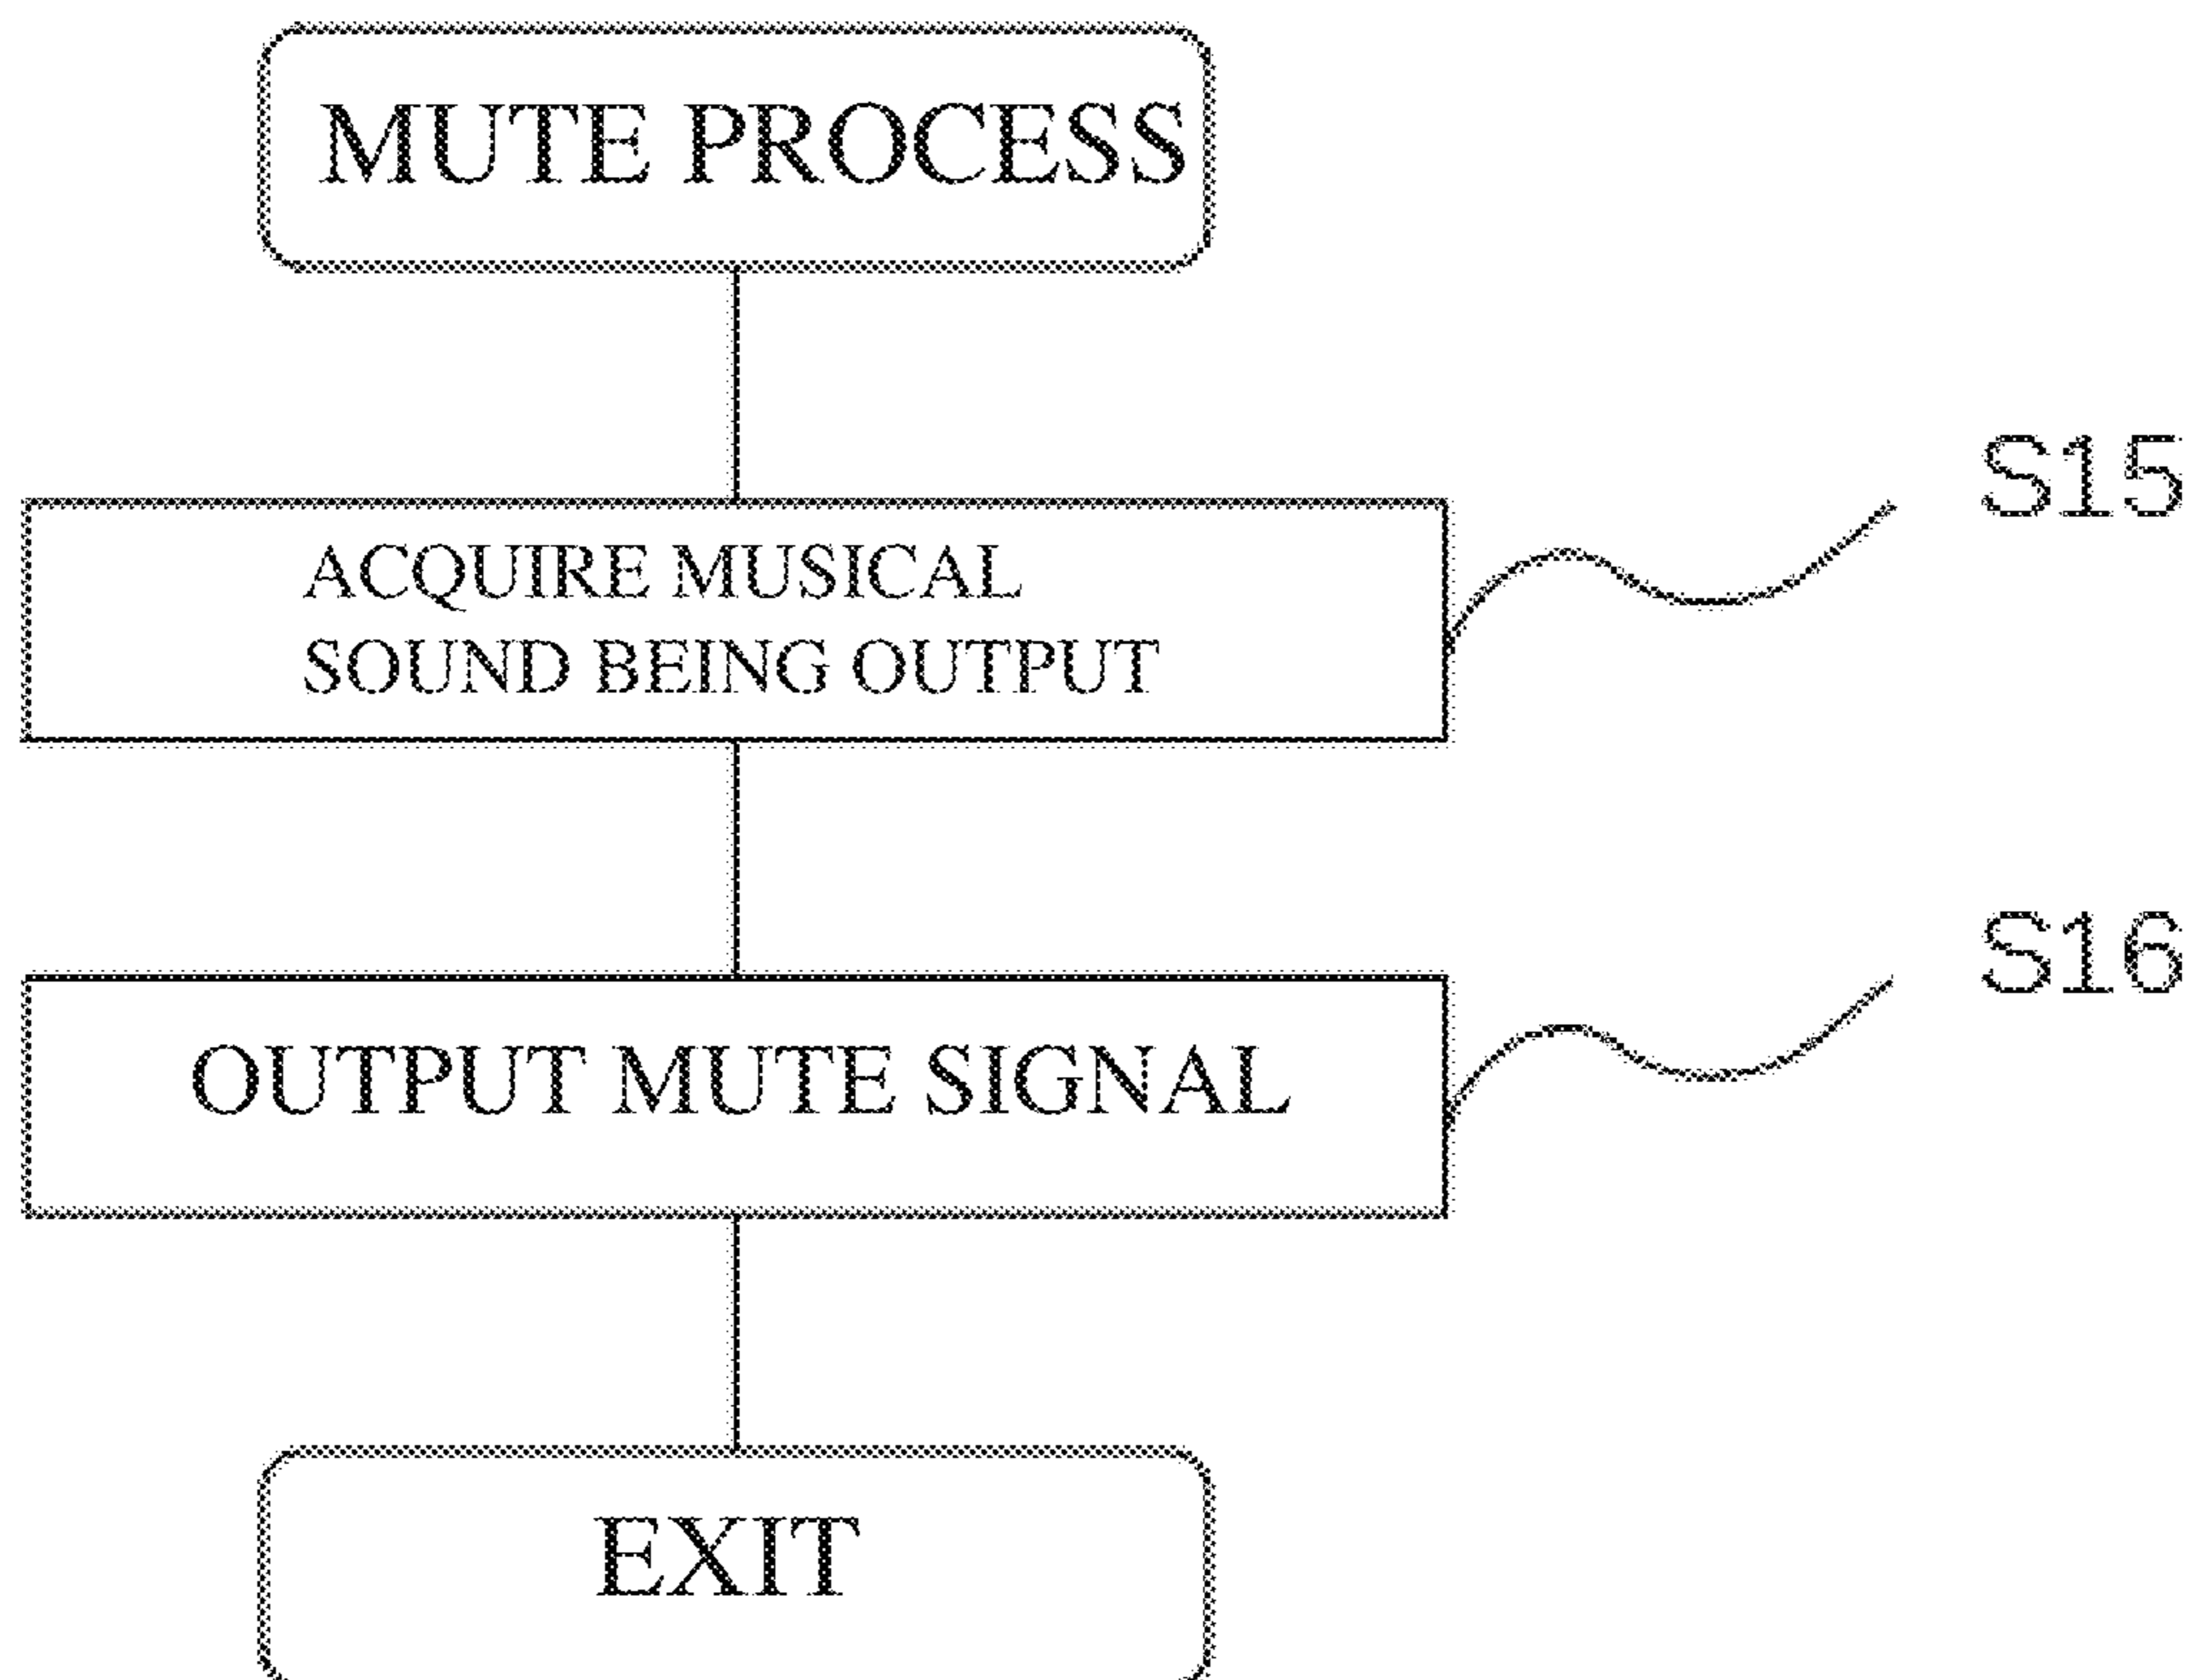 MUTE PROCESS
S15
ACQUIRE MUSICAL
SOUND BEING OUTPUT
S16
OUTPUT MUTE SIGNAL
EXIT